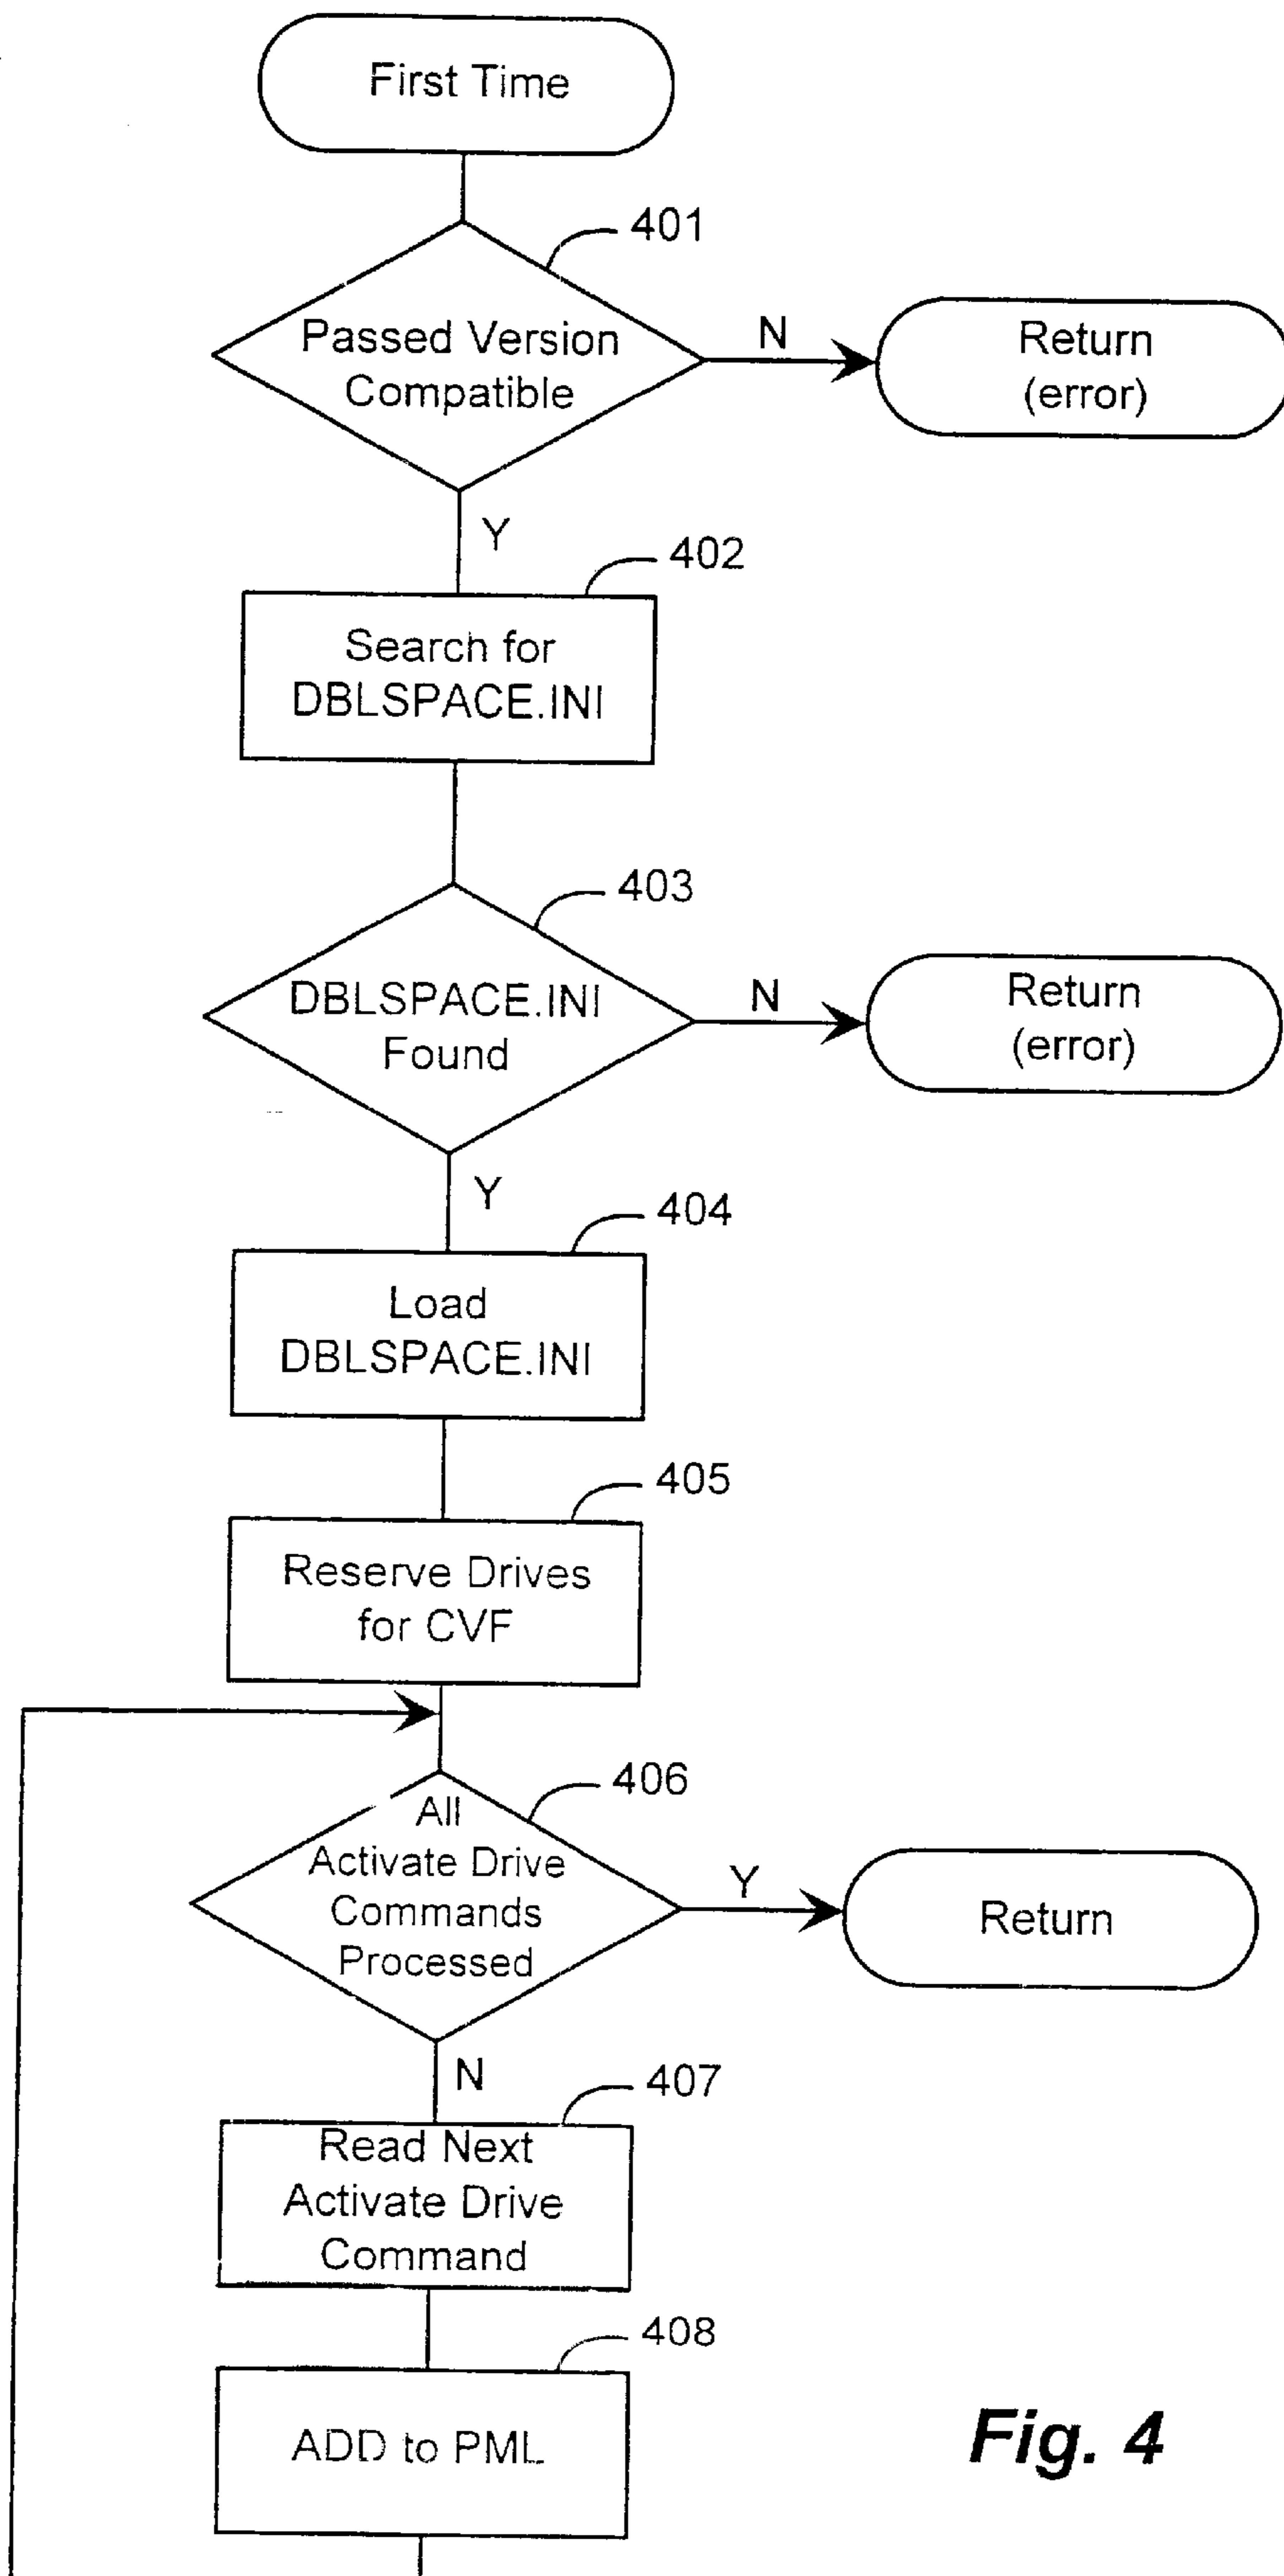 First Time
401
Passed Version
Compatible
N
Return
(error)
Y
402
Search for
DBLSPACE.INI
403
DBLSPACE.INI
Found
N
Return
(error)
Y
404
Load
DBLSPACE.INI
405
Reserve Drives
for CVF
406
All
Activate Drive
Commands
Processed
Y
Return
N
407
Read Next
Activate Drive
Command
408
ADD to PML
Fig. 4